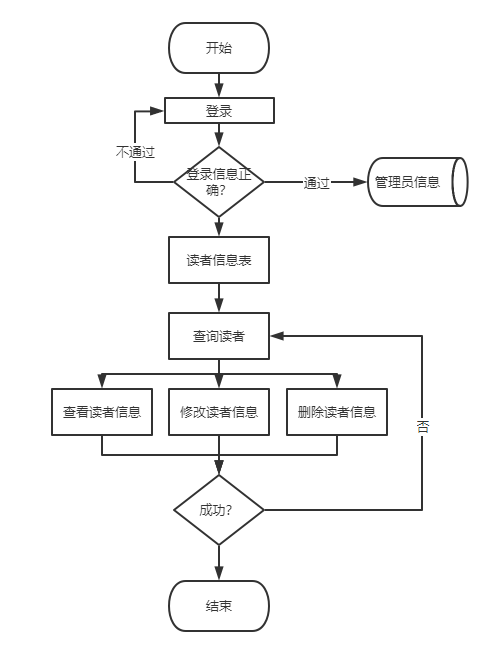 开始
登录
不通过
登录信息正
确?
通过
管理员信息
读者信息表
查询读者
查看读者信息
修改读者信息
删除读者信息
否
成功?
结束